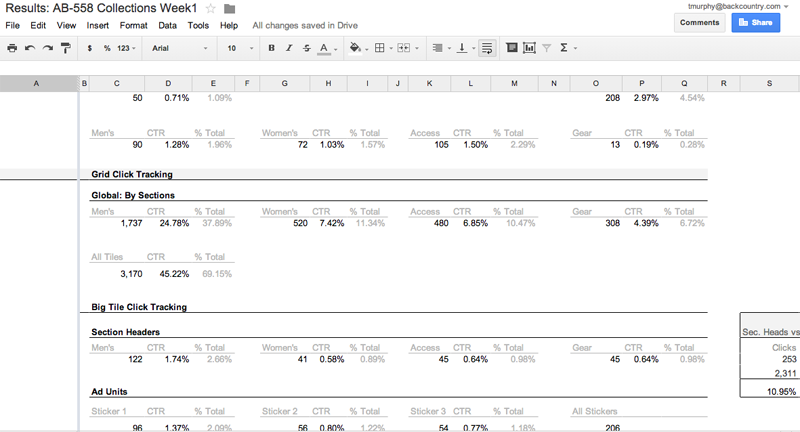 Results: AB-558 Collections Week1
tmurphy@backcountry.com
File Edit View Insert Format Data Tools Help All changes saved in Drive
Comments Share
$ % 123 Arial 10 B I S A Σ
A B C D E F G H I J K L M N O P Q R S
50 0.71% 1.09% 208 2.97% 4.54%
Men's CTR % Total Women's CTR % Total Access CTR % Total Gear CTR % Total
90 1.28% 1.96% 72 1.03% 1.57% 105 1.50% 2.29% 13 0.19% 0.28%
Grid Click Tracking
Global: By Sections
Men's CTR % Total Women's CTR % Total Access CTR % Total Gear CTR % Total
1,737 24.78% 37.89% 520 7.42% 11.34% 480 6.85% 10.47% 308 4.39% 6.72%
All Tiles CTR % Total
3,170 45.22% 69.15%
Big Tile Click Tracking
Section Headers Sec. Heads vs
Men's CTR % Total Women's CTR % Total Access CTR % Total Gear CTR % Total Clicks
122 1.74% 2.66% 41 0.58% 0.89% 45 0.64% 0.98% 45 0.64% 0.98% 253
2,311
Ad Units 10.95%
Sticker 1 CTR % Total Sticker 2 CTR % Total Sticker 3 CTR % Total All Stickers
96 1.37% 2.09% 56 0.80% 1.22% 54 0.77% 1.18% 206